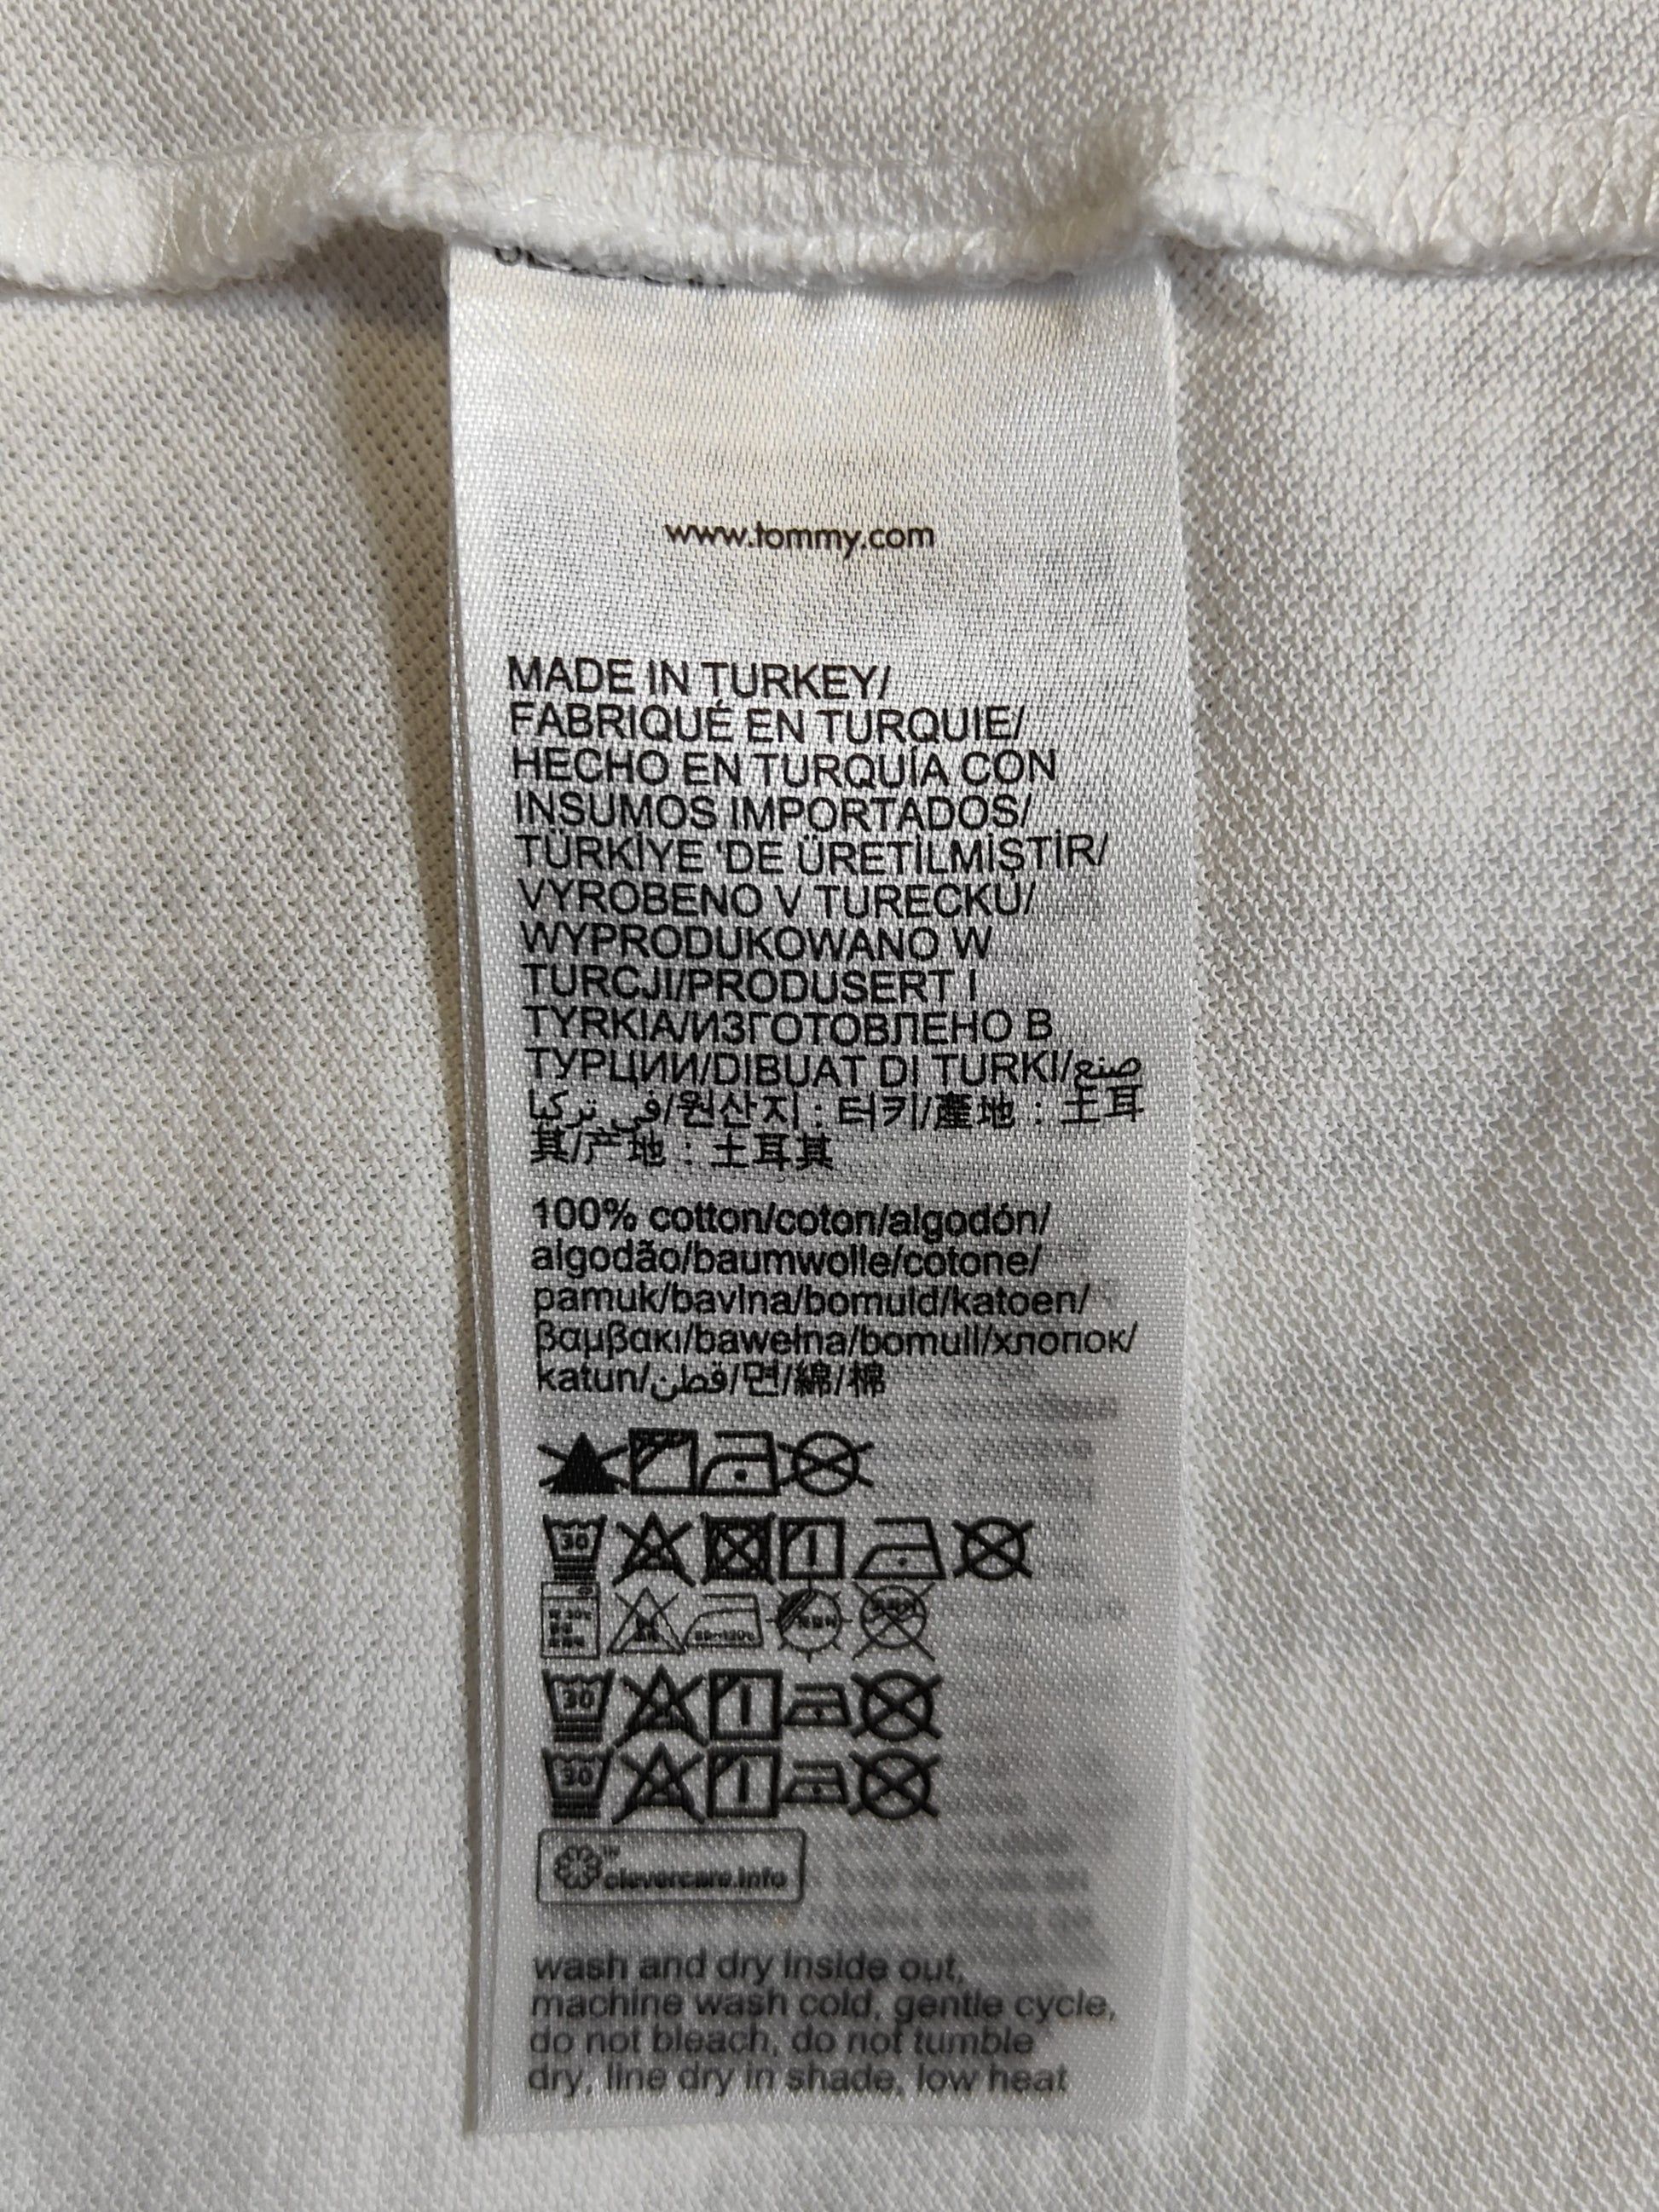 www.tommy.com
MADE IN TURKEY/
FABRIQUÉ EN TURQUIE/
HECHO EN TURQUÍA CON
INSUMOS IMPORTADOS/
TÜRKİYE 'DE ÜRETİLMİŞTİR/
VYROBENO V TURECKU/
WYPRODUKOWANO W
TURCJI/PRODUSERT I
TYRKIA/ИЗГОТОВЛЕНО В
ТУРЦИИ/DIBUAT DI TURKI/صنع
في تركيا/원산지 : 터키/產地 : 土耳
其/产地 : 土耳其
100% cotton/coton/algodón/
algodão/baumwolle/cotone/
pamuk/bavlna/bomuld/katoen/
βαμβακι/bawełna/bomull/хлопок/
katun/قطن/면/綿/棉
30
30
30
clevercare.info
wash and dry inside out,
machine wash cold, gentle cycle,
do not bleach, do not tumble
dry, line dry in shade, low heat